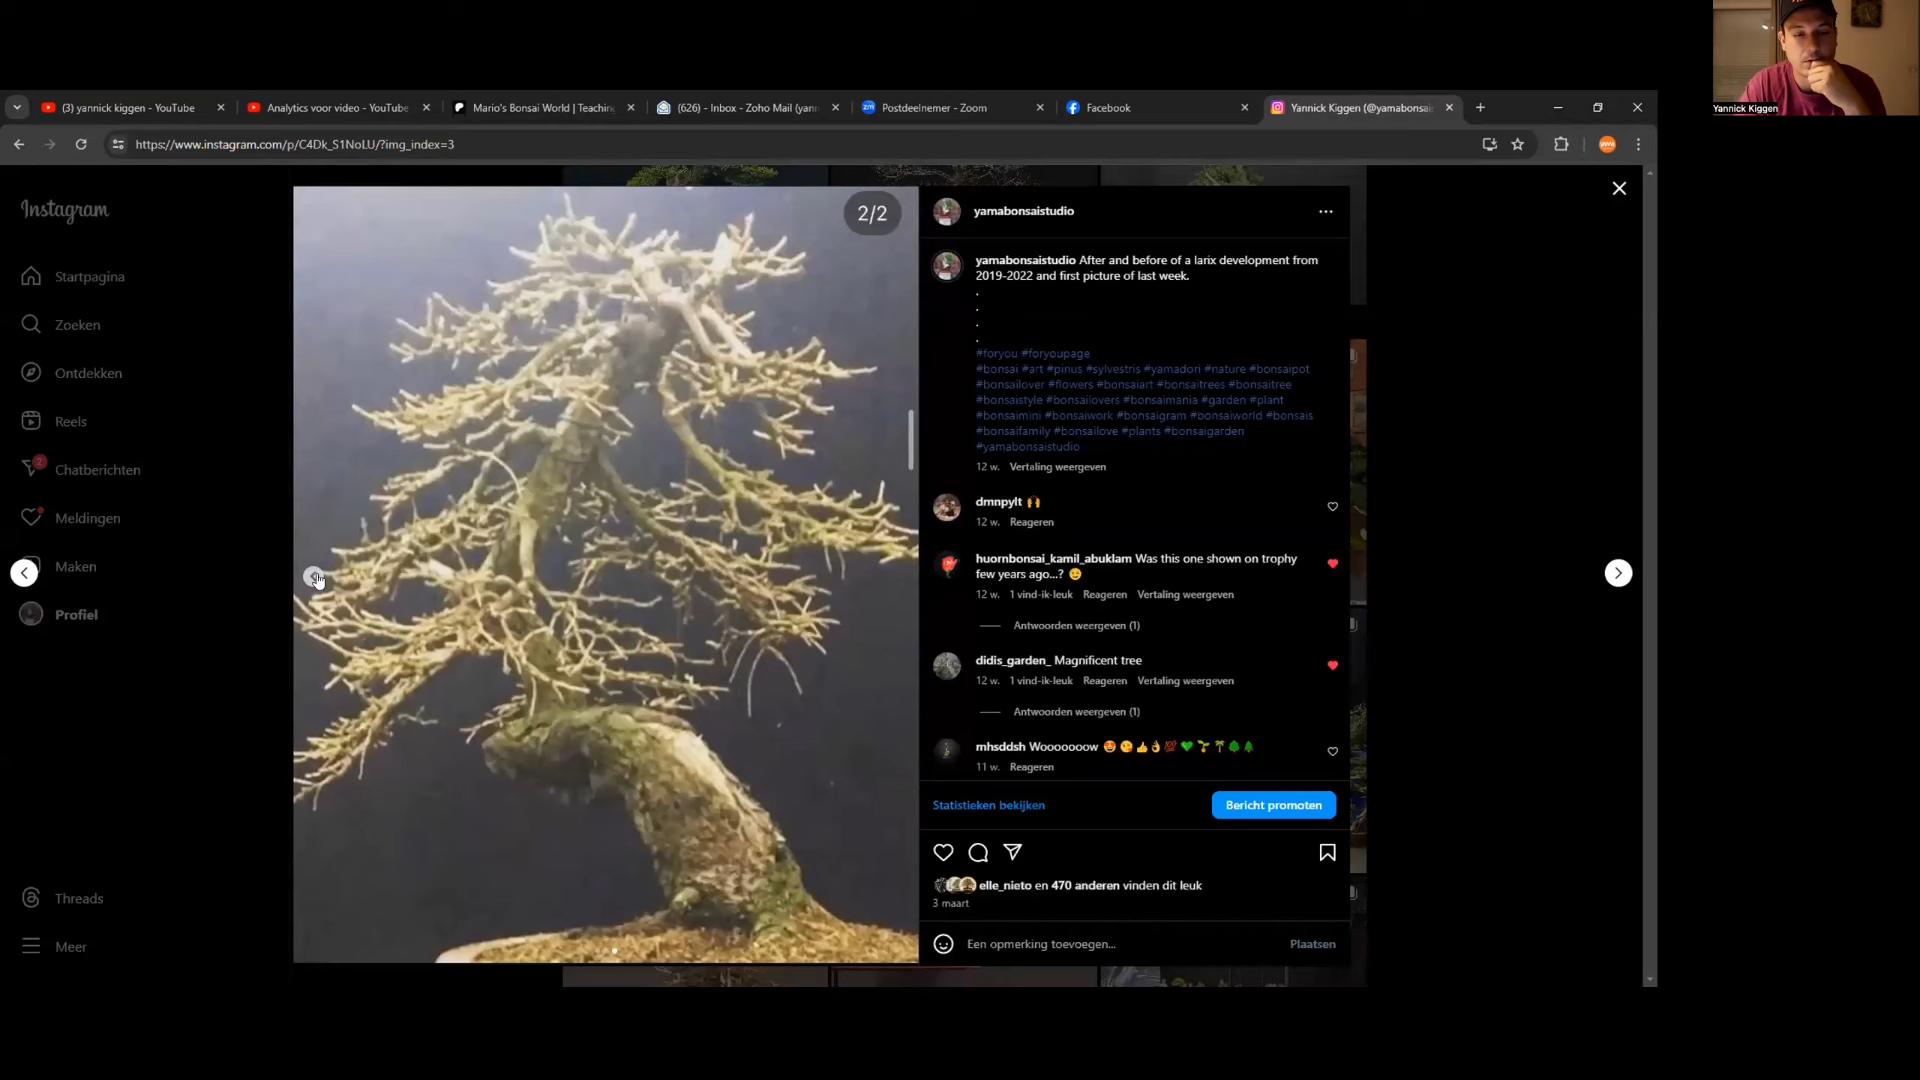 Yannick Kiggen
(3) yannick kiggen - YouTube
Analytics voor video - YouTube
Mario's Bonsai World | Teaching
(626) - Inbox - Zoho Mail (yann
Postdeelnemer - Zoom
Facebook
Yannick Kiggen (@yamabonsai
https://www.instagram.com/p/C4Dk_S1NoLU/?img_index=3
Instagram
Startpagina
Zoeken
Ontdekken
Reels
2
Chatberichten
Meldingen
Maken
Profiel
Threads
Meer
2/2
yamabonsaistudio
yamabonsaistudio After and before of a larix development from
2019-2022 and first picture of last week.
.
.
.
.
#foryou #foryoupage
#bonsai #art #pinus #sylvestris #yamadori #nature #bonsaipot
#bonsailover #flowers #bonsaiart #bonsaitrees #bonsaitree
#bonsaistyle #bonsailovers #bonsaimania #garden #plant
#bonsaimini #bonsaiwork #bonsaigram #bonsaiworld #bonsais
#bonsaifamily #bonsailove #plants #bonsaigarden
#yamabonsaistudio
12 w. Vertaling weergeven
dmnpylt 🙌
12 w. Reageren
huornbonsai_kamil_abuklam Was this one shown on trophy
few years ago...? 😉
12 w. 1 vind-ik-leuk Reageren Vertaling weergeven
Antwoorden weergeven (1)
didis_garden_ Magnificent tree
12 w. 1 vind-ik-leuk Reageren Vertaling weergeven
Antwoorden weergeven (1)
mhsddsh Wooooooow 🤩😘👍👌💯💚🌱🌴🌳🌲
11 w. Reageren
Statistieken bekijken
Bericht promoten
elle_nieto en 470 anderen vinden dit leuk
3 maart
Een opmerking toevoegen...
Plaatsen